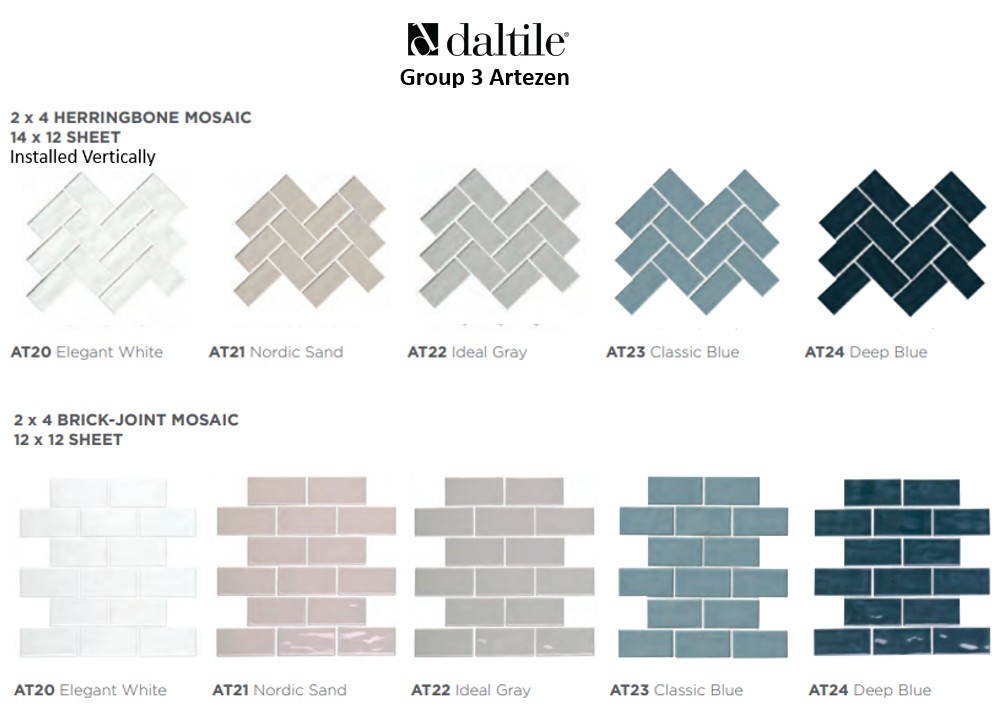 daltile®
Group 3 Artezen
2 x 4 HERRINGBONE MOSAIC
14 x 12 SHEET
Installed Vertically
AT20 Elegant White
AT21 Nordic Sand
AT22 Ideal Gray
AT23 Classic Blue
AT24 Deep Blue
2 x 4 BRICK-JOINT MOSAIC
12 x 12 SHEET
AT20 Elegant White
AT21 Nordic Sand
AT22 Ideal Gray
AT23 Classic Blue
AT24 Deep Blue